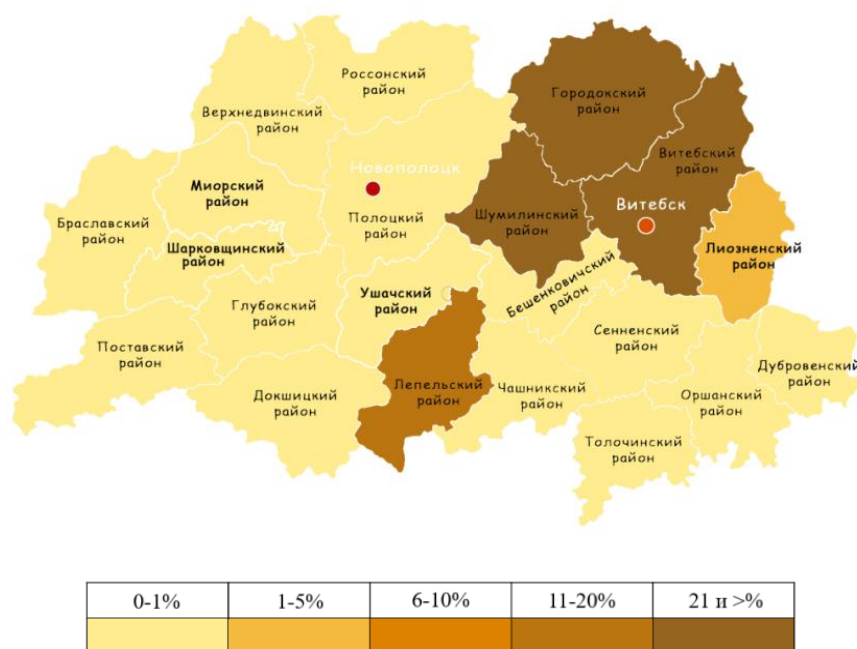 Россонский
район
Верхнедвинский
район
Городокский
район
Витебский
район
Новополоцк
Миорский
район
Полоцкий
район
Шумилинский
район
Витебск
Браславский
район
Шарковщинский
район
Лиозненский
район
Ушачский
район
Бешенковичский
район
Глубокский
район
Сенненский
район
Поставский
район
Дубровенский
район
Лепельский
район
Чашникский
район
Докшицкий
район
Оршанский
район
Толочинский
район
0-1% 1-5% 6-10% 11-20% 21 и >%